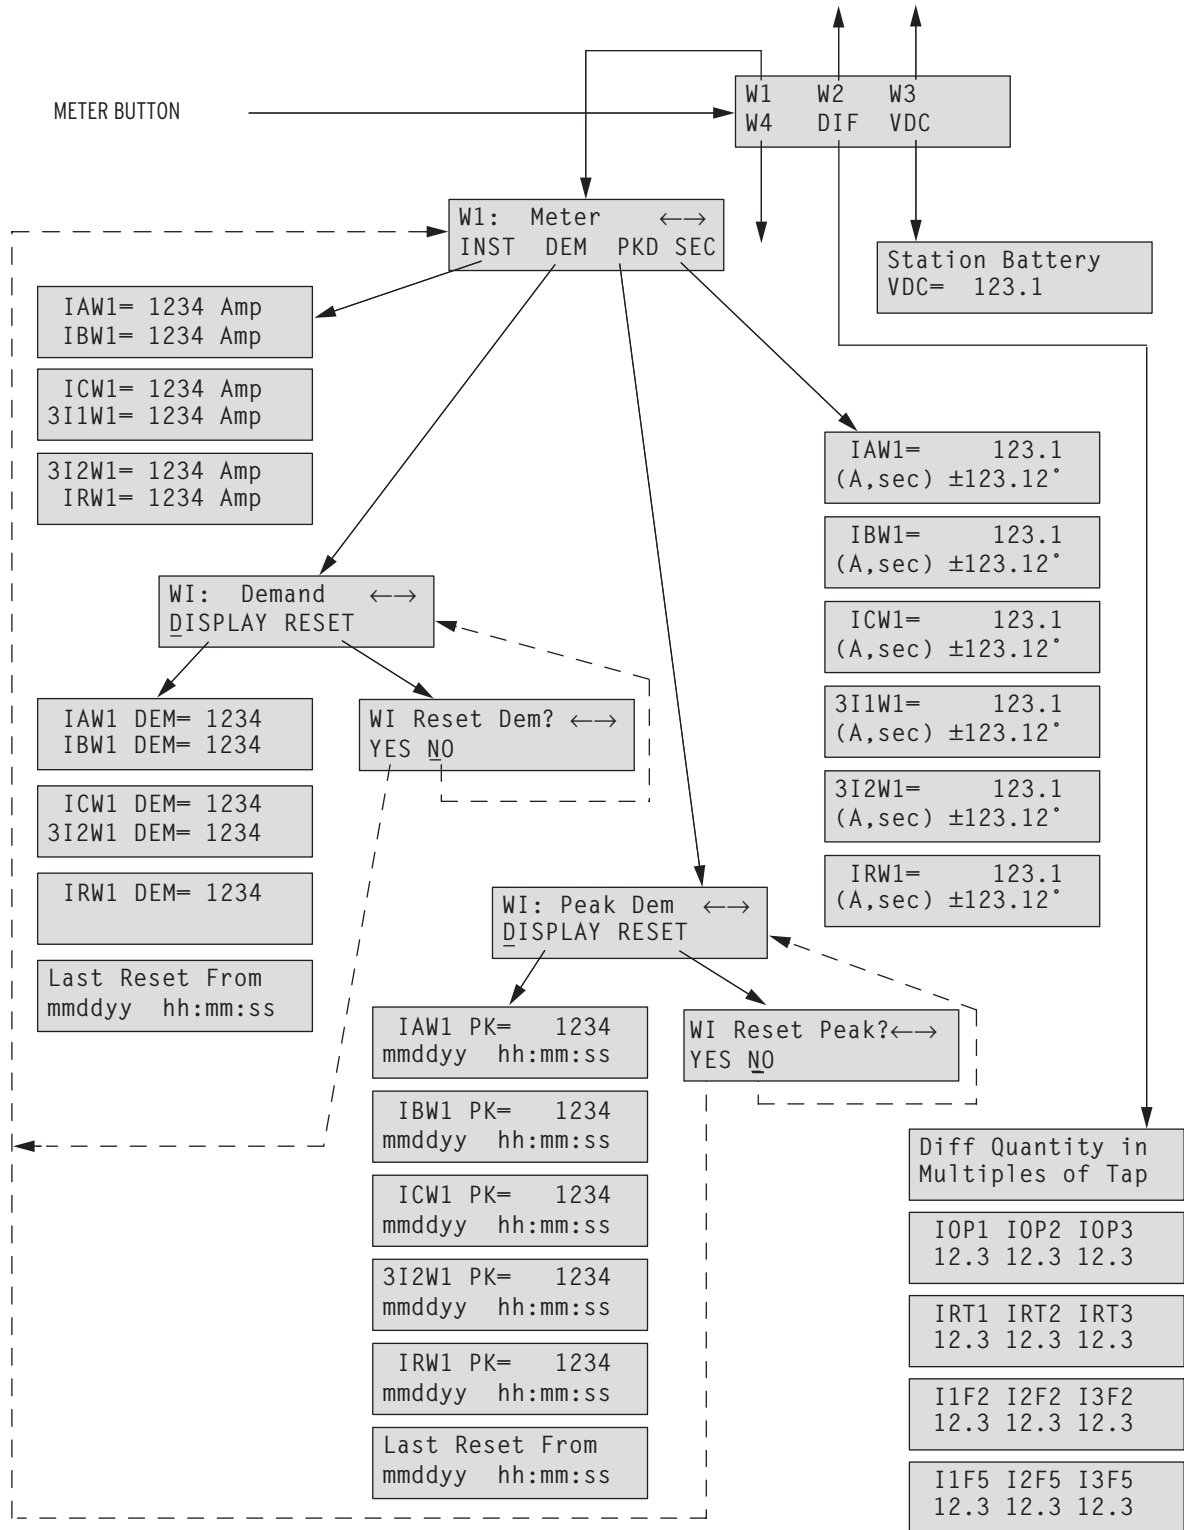 METER BUTTON
W1 W2 W3
W4 DIF VDC
W1: Meter ←→
INST DEM PKD SEC
Station Battery
VDC= 123.1
IAW1= 1234 Amp
IBW1= 1234 Amp
ICW1= 1234 Amp
3I1W1= 1234 Amp
3I2W1= 1234 Amp
IRW1= 1234 Amp
IAW1= 123.1
(A,sec) ±123.12°
IBW1= 123.1
(A,sec) ±123.12°
ICW1= 123.1
(A,sec) ±123.12°
3I1W1= 123.1
(A,sec) ±123.12°
3I2W1= 123.1
(A,sec) ±123.12°
IRW1= 123.1
(A,sec) ±123.12°
WI: Demand ←→
DISPLAY RESET
IAW1 DEM= 1234
IBW1 DEM= 1234
ICW1 DEM= 1234
3I2W1 DEM= 1234
IRW1 DEM= 1234
Last Reset From
mmddyy hh:mm:ss
WI Reset Dem? ←→
YES NO
WI: Peak Dem ←→
DISPLAY RESET
IAW1 PK= 1234
mmddyy hh:mm:ss
IBW1 PK= 1234
mmddyy hh:mm:ss
ICW1 PK= 1234
mmddyy hh:mm:ss
3I2W1 PK= 1234
mmddyy hh:mm:ss
IRW1 PK= 1234
mmddyy hh:mm:ss
Last Reset From
mmddyy hh:mm:ss
WI Reset Peak?←→
YES NO
Diff Quantity in
Multiples of Tap
IOP1 IOP2 IOP3
12.3 12.3 12.3
IRT1 IRT2 IRT3
12.3 12.3 12.3
I1F2 I2F2 I3F2
12.3 12.3 12.3
I1F5 I2F5 I3F5
12.3 12.3 12.3